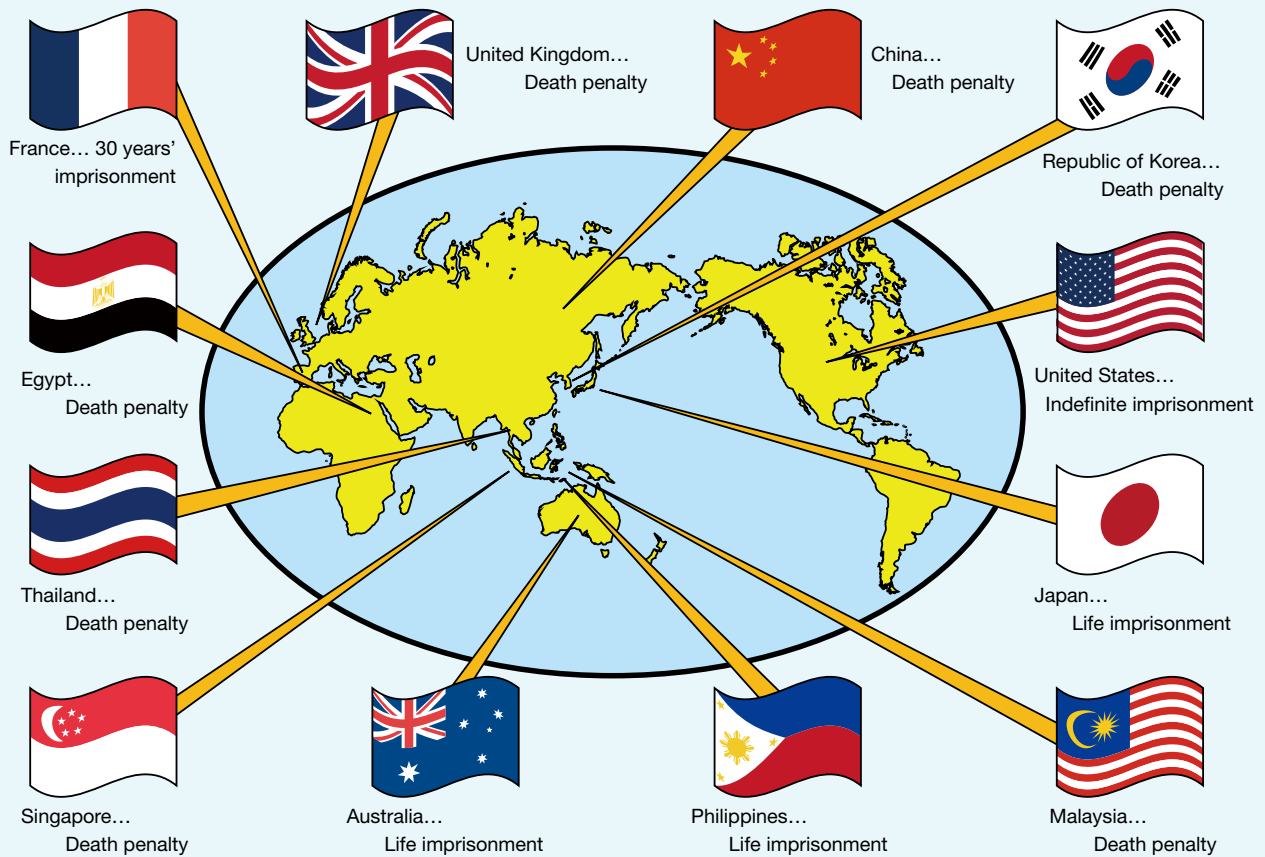 France... 30 years'
imprisonment
United Kingdom...
Death penalty
China...
Death penalty
Republic of Korea...
Death penalty
Egypt...
Death penalty
United States...
Indefinite imprisonment
Thailand...
Death penalty
Japan...
Life imprisonment
Singapore...
Death penalty
Australia...
Life imprisonment
Philippines...
Life imprisonment
Malaysia...
Death penalty